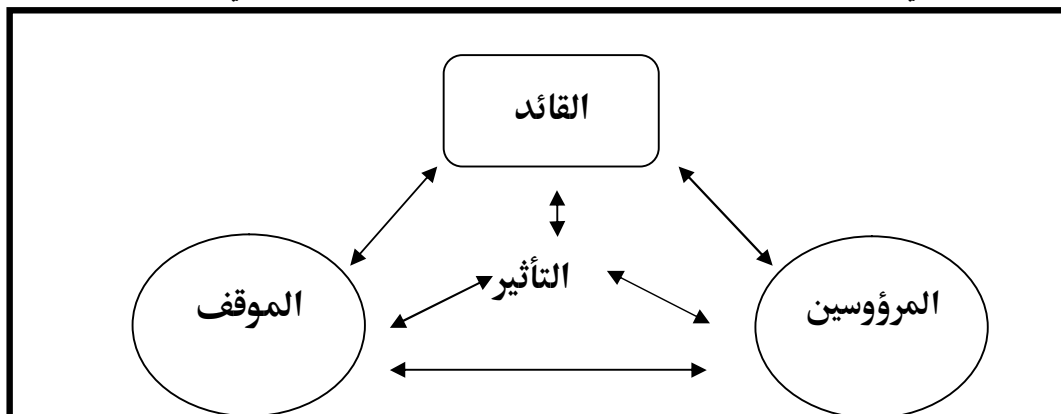 القائد
التأثير
المرؤوسين
الموقف